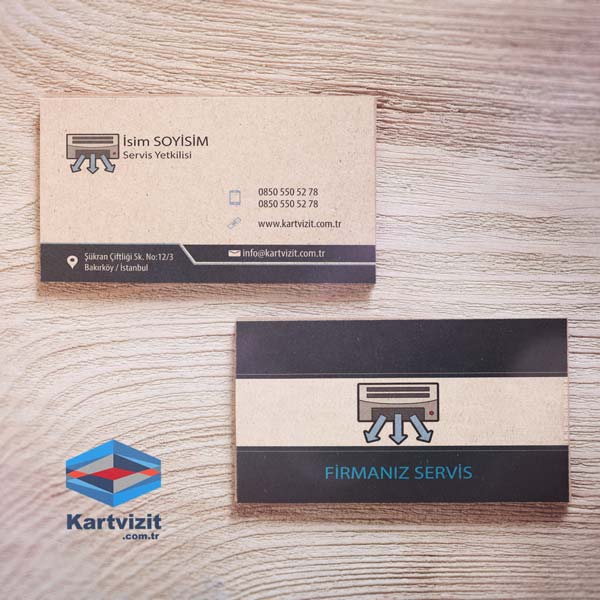 İsim SOYİSİM
Servis Yetkilisi
0850 550 52 78
0850 550 52 78
www.kartvizit.com.tr
info@kartvizit.com.tr
Şükran Çiftliği Sk. No:12/3
Bakırköy / İstanbul
FİRMANIZ SERVİS
Kartvizit
.com.tr